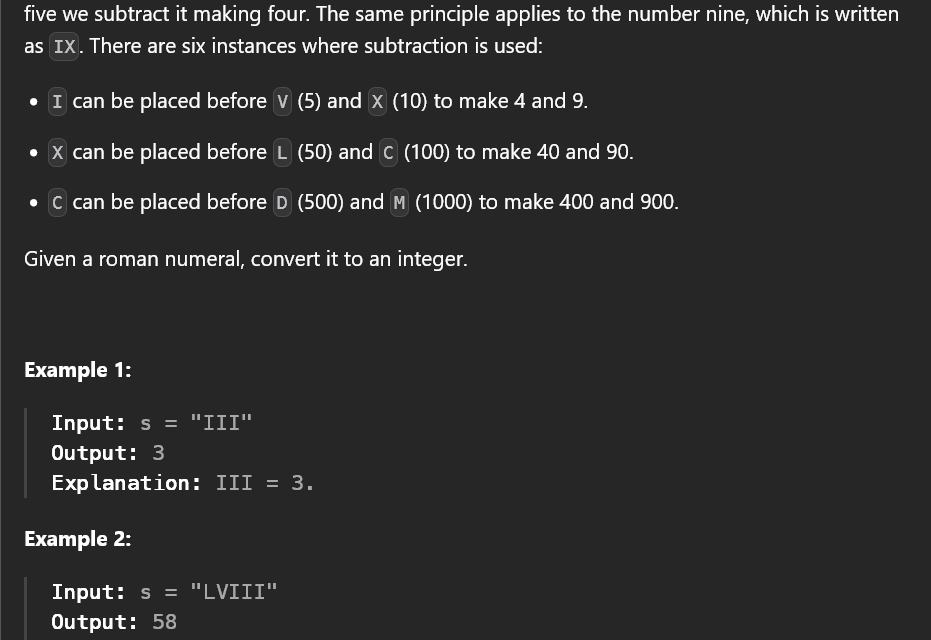 five we subtract it making four. The same principle applies to the number nine, which is written
as IX. There are six instances where subtraction is used:
• I can be placed before V (5) and X (10) to make 4 and 9.
• X can be placed before L (50) and C (100) to make 40 and 90.
• C can be placed before D (500) and M (1000) to make 400 and 900.
Given a roman numeral, convert it to an integer.
Example 1:
Input: s = "III"
Output: 3
Explanation: III = 3.
Example 2:
Input: s = "LVIII"
Output: 58